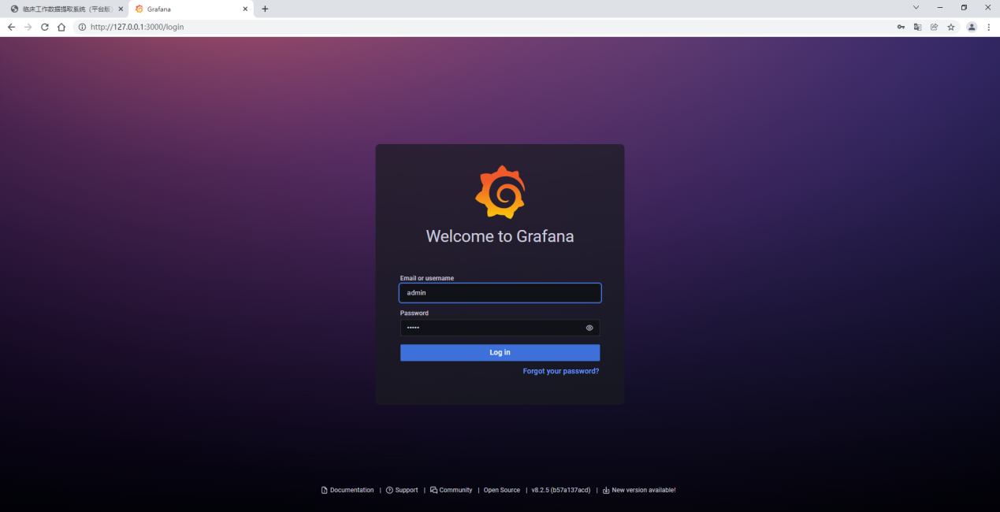 临床工作数据提取系统（平台版）
Grafana
http://127.0.0.1:3000/login
Welcome to Grafana
Email or username
admin
Password
•••••
Log in
Forgot your password?
Documentation | Support | Community | Open Source | v8.2.5 (b57a137acd) | New version available!